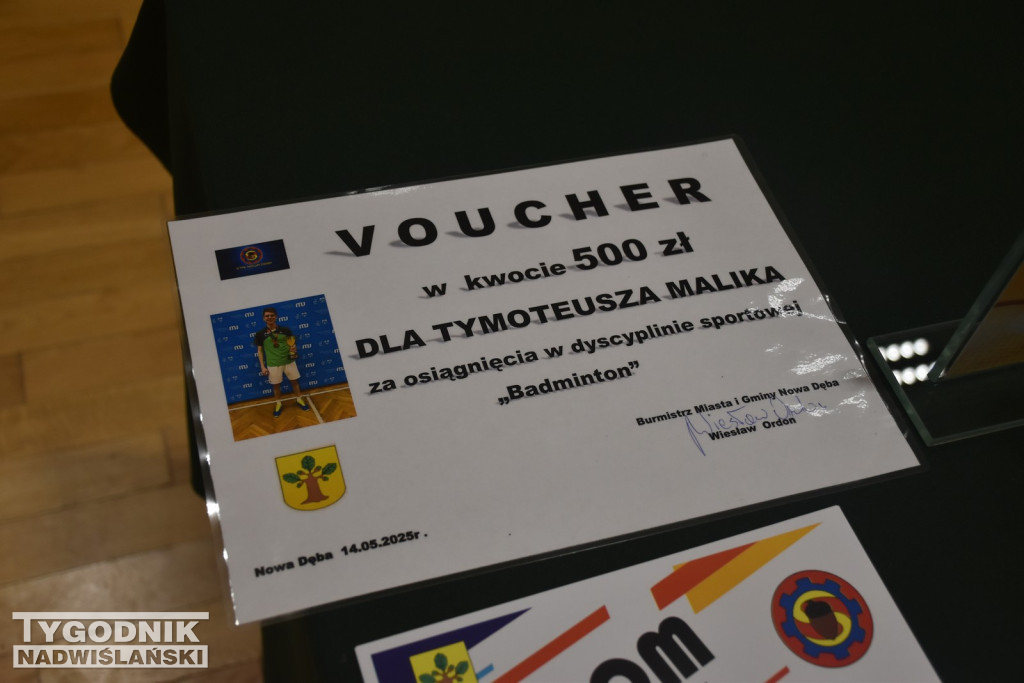 VOUCHER
w kwocie 500 zł
DLA TYMOTEUSZA MALIKA
za osiągnięcia w dyscyplinie sportowej
„Badminton”
Burmistrz Miasta i Gminy Nowa Dęba
Wiesław Ordon
Nowa Dęba 14.05.2025r .
TYGODNIK
NADWIŚLAŃSKI